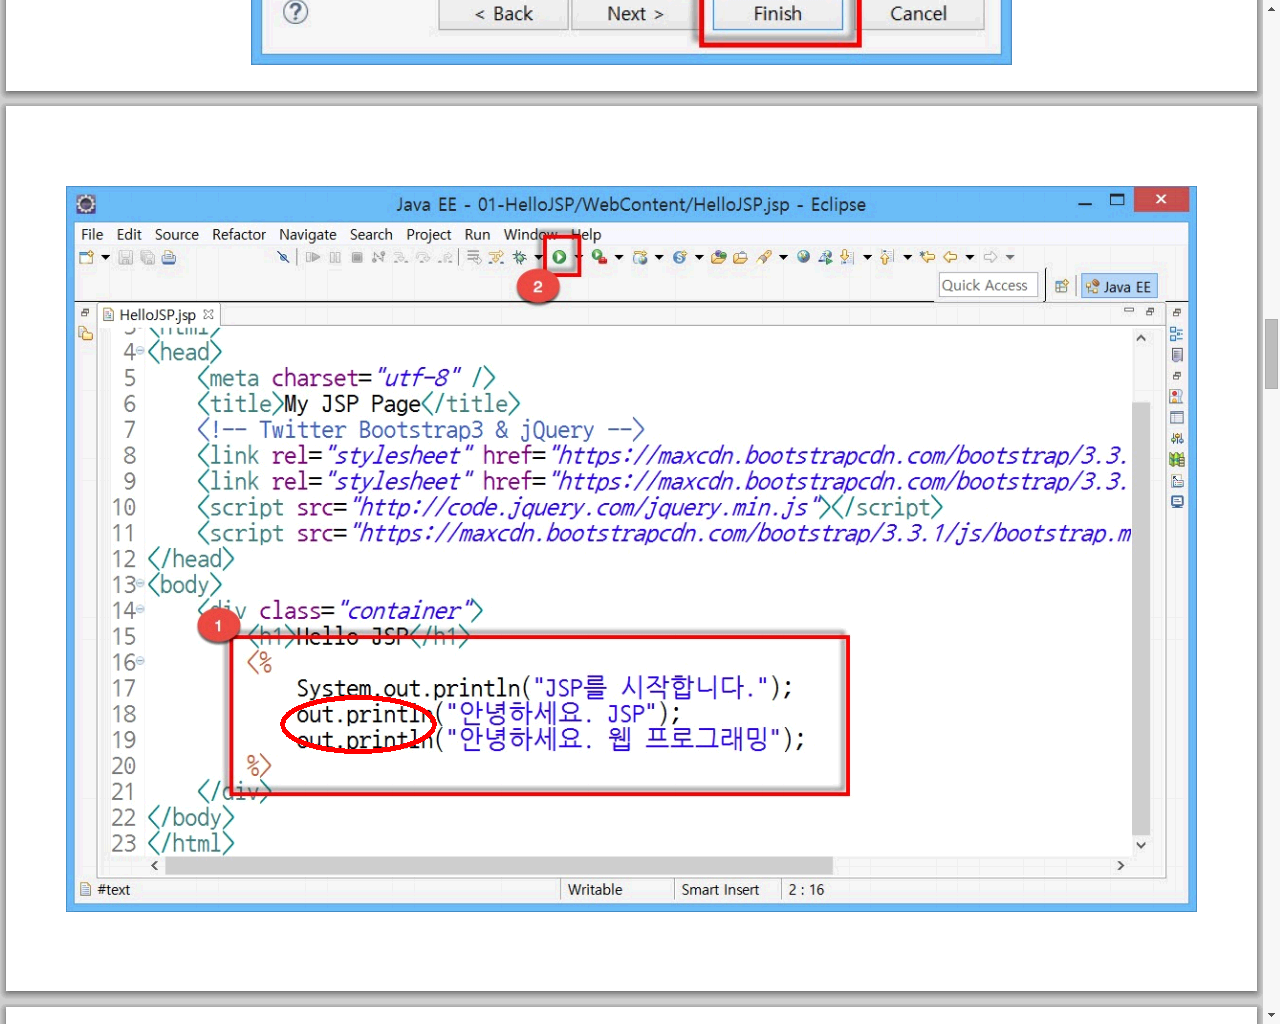 < Back Next > Finish Cancel
Java EE - 01-HelloJSP/WebContent/HelloJSP.jsp - Eclipse
File Edit Source Refactor Navigate Search Project Run Window Help
2
Quick Access Java EE
HelloJSP.jsp
3 <html>
4 <head>
5 <meta charset="utf-8" />
6 <title>My JSP Page</title>
7 <!-- Twitter Bootstrap3 & jQuery -->
8 <link rel="stylesheet" href="https://maxcdn.bootstrapcdn.com/bootstrap/3.3.
9 <link rel="stylesheet" href="https://maxcdn.bootstrapcdn.com/bootstrap/3.3.
10 <script src="http://code.jquery.com/jquery.min.js"></script>
11 <script src="https://maxcdn.bootstrapcdn.com/bootstrap/3.3.1/js/bootstrap.m
12 </head>
13 <body>
14 <div class="container">
1
15 <h1>Hello JSP</h1>
16 <%
17 System.out.println("JSP를 시작합니다.");
18 out.println("안녕하세요. JSP");
19 out.println("안녕하세요. 웹 프로그래밍");
20 %>
21 </div>
22 </body>
23 </html>
#text Writable Smart Insert 2 : 16